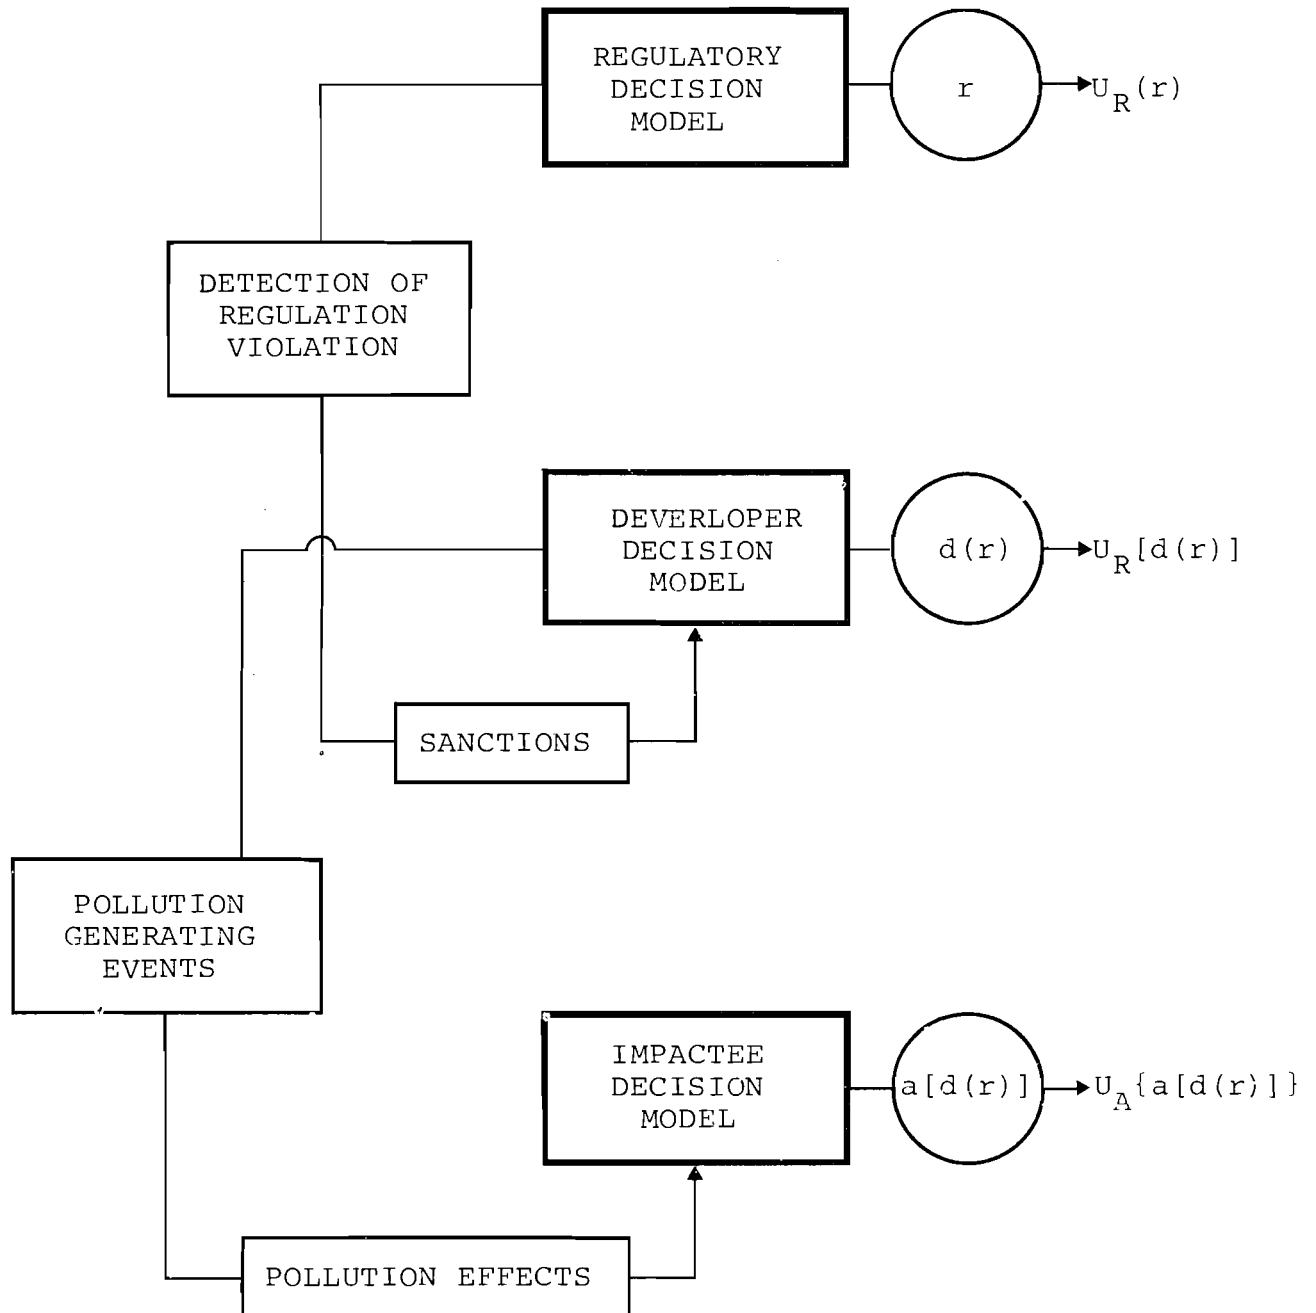 REGULATORY
DECISION
MODEL
r
U_R(r)
DETECTION OF
REGULATION
VIOLATION
DEVERLOPER
DECISION
MODEL
d(r)
U_R[d(r)]
SANCTIONS
POLLUTION
GENERATING
EVENTS
IMPACTEE
DECISION
MODEL
a[d(r)]
U_A{a[d(r)]}
POLLUTION EFFECTS